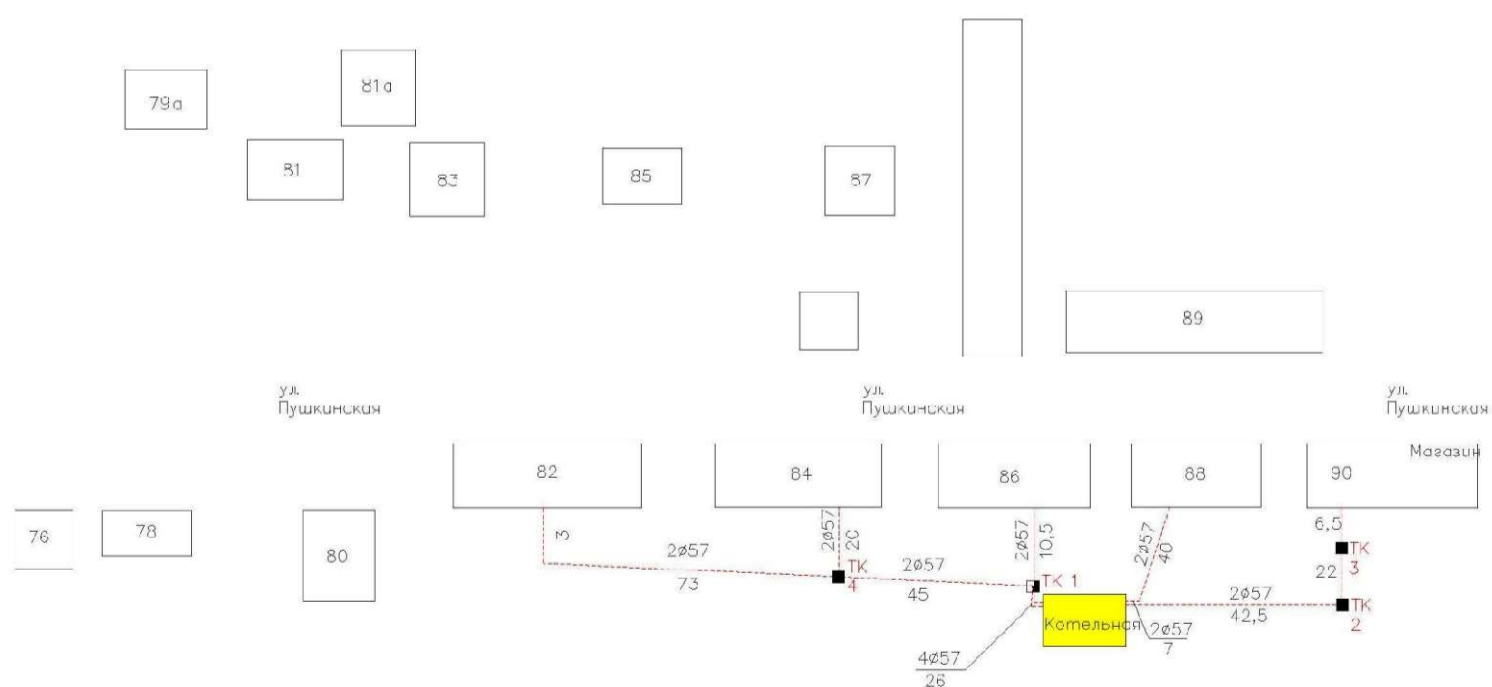 81а
79а
81
83
85
87
89
ул.
Пушкинская
ул.
Пушкинская
ул.
Пушкинская
Магазин
82
84
86
88
90
76
78
80
3
2ø57
73
2ø57
20
ТК
4
2ø57
45
2ø57
10,5
ТК 1
2ø57
40
6,5
ТК
3
22
2ø57
42,5
ТК
2
Котельная
2ø57
7
4ø57
26